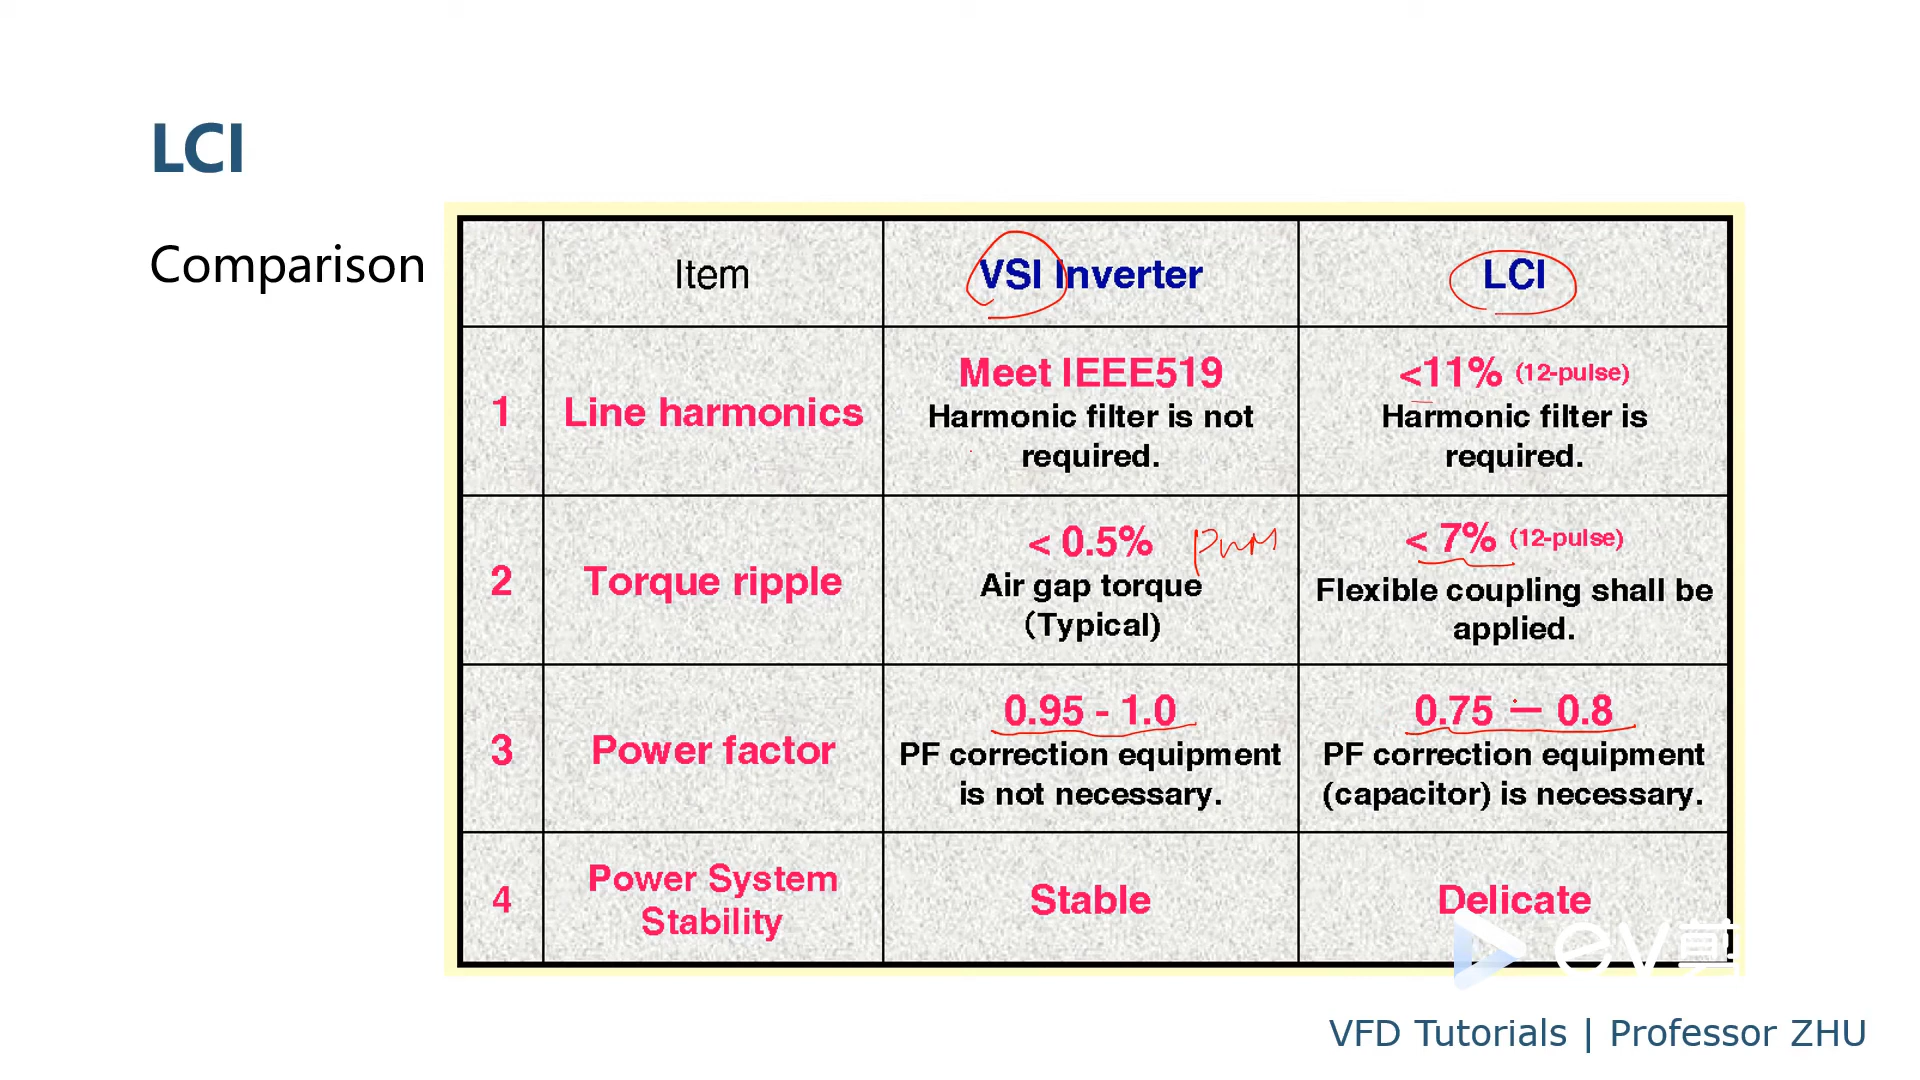 LCI
Comparison
Item
VSI Inverter
LCI
1
Line harmonics
Meet IEEE519
Harmonic filter is not
required.
<11% (12-pulse)
Harmonic filter is
required.
2
Torque ripple
< 0.5%
PWM
Air gap torque
(Typical)
< 7% (12-pulse)
Flexible coupling shall be
applied.
3
Power factor
0.95 - 1.0
PF correction equipment
is not necessary.
0.75 — 0.8
PF correction equipment
(capacitor) is necessary.
4
Power System
Stability
Stable
Delicate
ev剪
VFD Tutorials | Professor ZHU